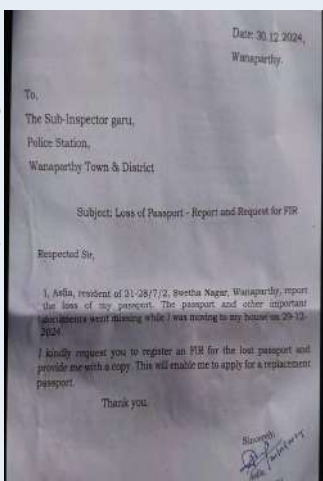 Date: 30.12.2024,
Wanaparthy.
To,
The Sub-Inspector garu,
Police Station,
Wanaparthy Town & District
Subject: Loss of Passport - Report and Request for FIR
Respected Sir,
I, Asfia, resident of 21-28/7/2, Swetha Nagar, Wanaparthy, report
the loss of my passport. The passport and other important
documents went missing while I was moving to my house on 29-12-
2024.
I kindly request you to register an FIR for the lost passport and
provide me with a copy. This will enable me to apply for a replacement
passport.
Thank you.
Sincerely,